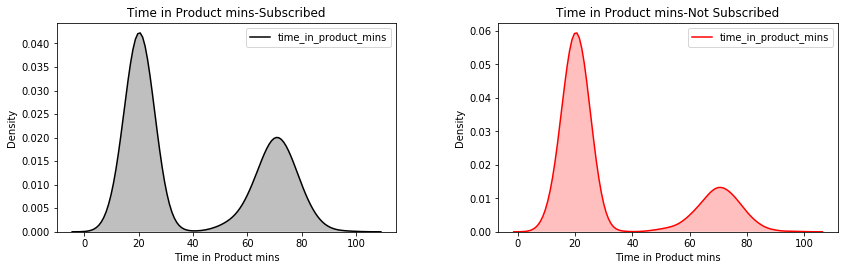 Time in Product mins-Subscribed
time_in_product_mins
0.040
0.035
0.030
0.025
0.020
0.015
0.010
0.005
0.000
Density
0 20 40 60 80 100
Time in Product mins
Time in Product mins-Not Subscribed
time_in_product_mins
0.06
0.05
0.04
0.03
0.02
0.01
0.00
Density
0 20 40 60 80 100
Time in Product mins